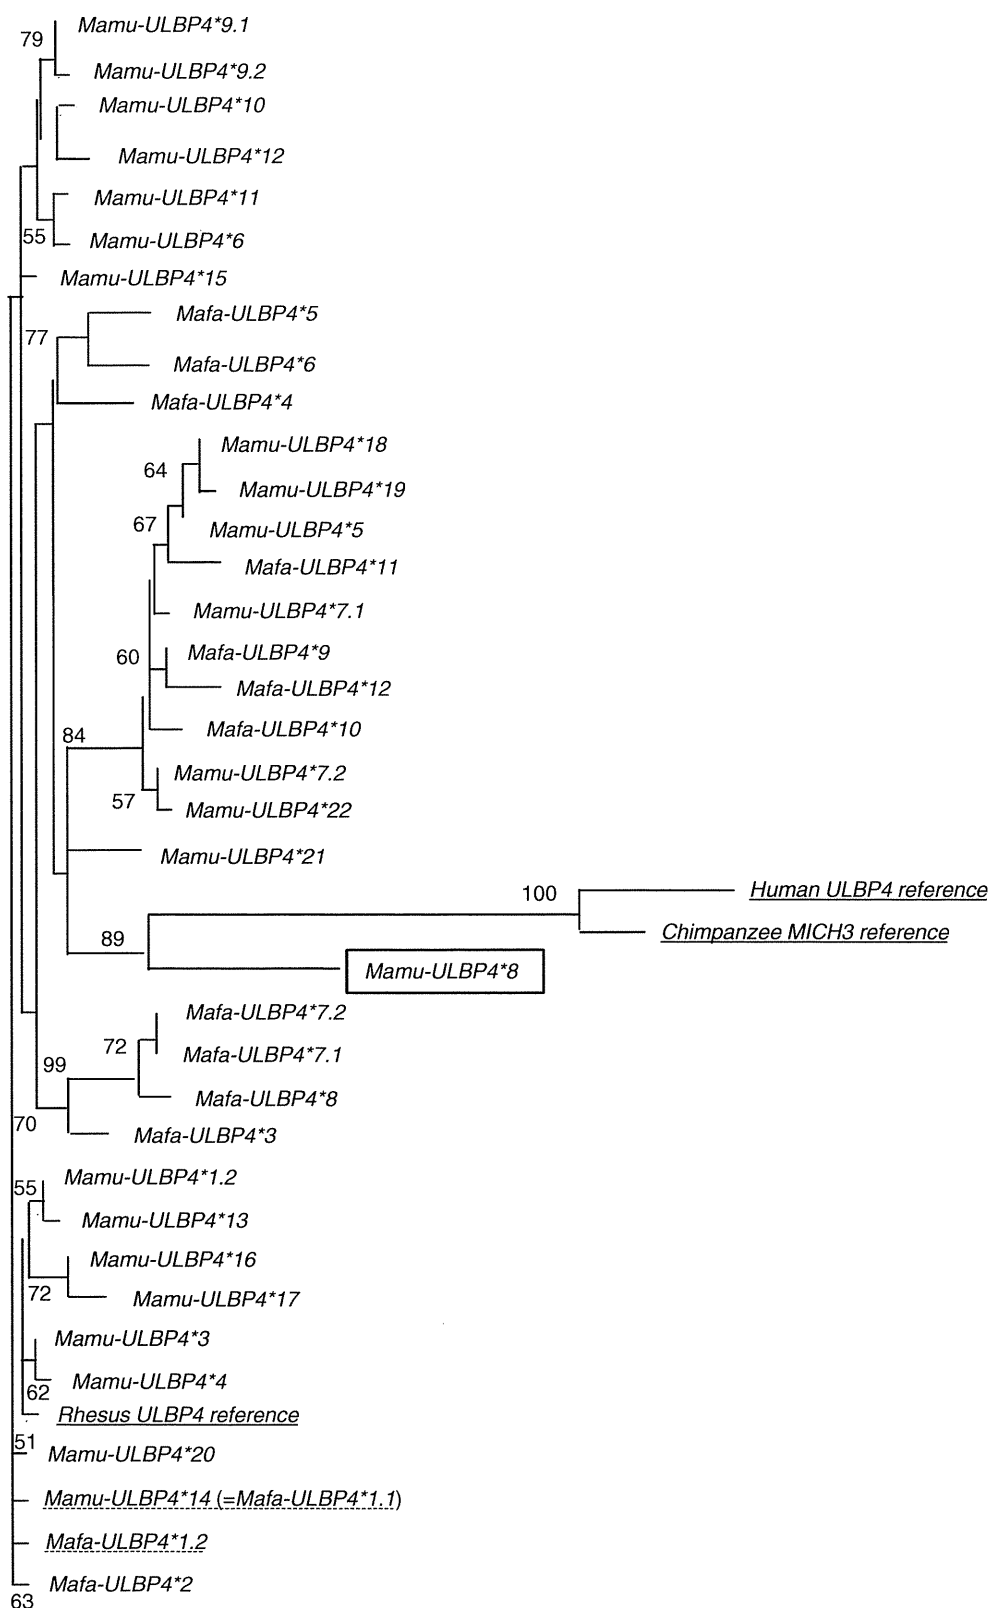 79
Mamu-ULBP4*9.1
Mamu-ULBP4*9.2
Mamu-ULBP4*10
Mamu-ULBP4*12
Mamu-ULBP4*11
55
Mamu-ULBP4*6
Mamu-ULBP4*15
Mafa-ULBP4*5
77
Mafa-ULBP4*6
Mafa-ULBP4*4
Mamu-ULBP4*18
64
Mamu-ULBP4*19
67
Mamu-ULBP4*5
Mafa-ULBP4*11
Mamu-ULBP4*7.1
Mafa-ULBP4*9
60
Mafa-ULBP4*12
Mafa-ULBP4*10
84
Mamu-ULBP4*7.2
57
Mamu-ULBP4*22
Mamu-ULBP4*21
100
Human ULBP4 reference
Chimpanzee MICH3 reference
89
Mamu-ULBP4*8
Mafa-ULBP4*7.2
72
Mafa-ULBP4*7.1
99
Mafa-ULBP4*8
70
Mafa-ULBP4*3
Mamu-ULBP4*1.2
55
Mamu-ULBP4*13
Mamu-ULBP4*16
72
Mamu-ULBP4*17
Mamu-ULBP4*3
Mamu-ULBP4*4
62
Rhesus ULBP4 reference
51
Mamu-ULBP4*20
Mamu-ULBP4*14 (=Mafa-ULBP4*1.1)
Mafa-ULBP4*1.2
Mafa-ULBP4*2
63